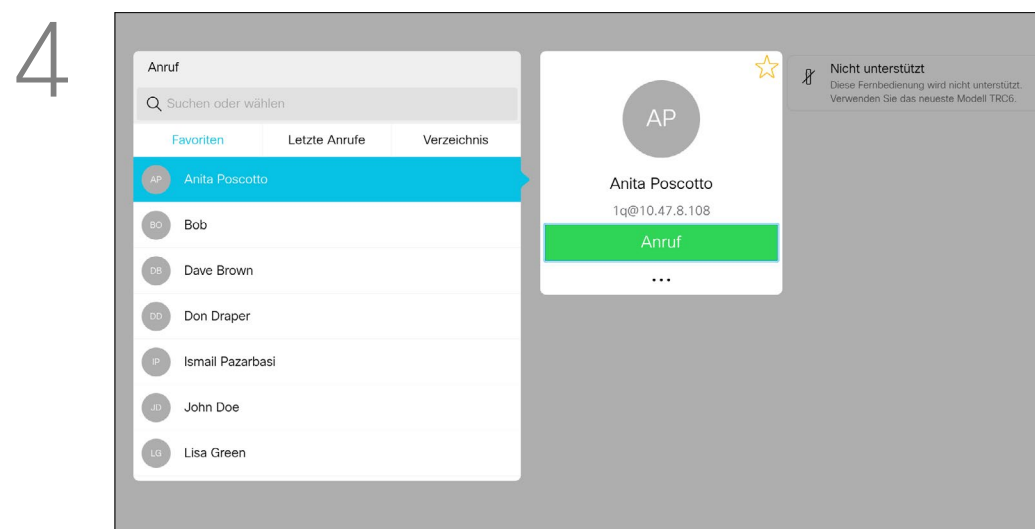 4
Anruf
Suchen oder wählen
Favoriten Letzte Anrufe Verzeichnis
AP Anita Poscotto
BO Bob
DB Dave Brown
DD Don Draper
IP Ismail Pazarbasi
JD John Doe
LG Lisa Green
AP
Anita Poscotto
1q@10.47.8.108
Anruf
...
Nicht unterstützt
Diese Fernbedienung wird nicht unterstützt.
Verwenden Sie das neueste Modell TRC6.